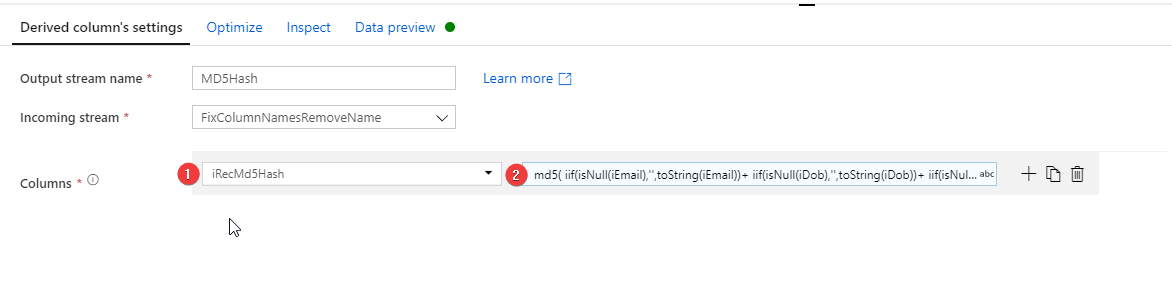 Derived column's settings Optimize Inspect Data preview
Output stream name * MD5Hash Learn more
Incoming stream * FixColumnNamesRemoveName
Columns * 1 iRecMd5Hash 2 md5( iif(isNull(iEmail),'',toString(iEmail))+ iif(isNull(iDob),'',toString(iDob))+ iif(isNul... abc